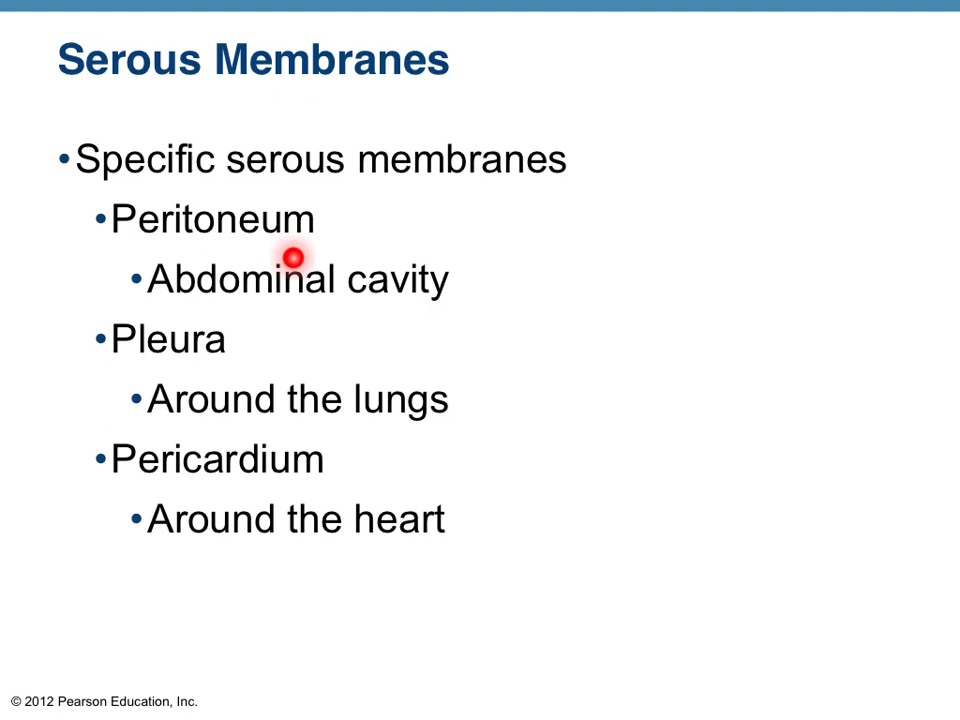 Serous Membranes
•Specific serous membranes
•Peritoneum
•Abdominal cavity
•Pleura
•Around the lungs
•Pericardium
•Around the heart
© 2012 Pearson Education, Inc.